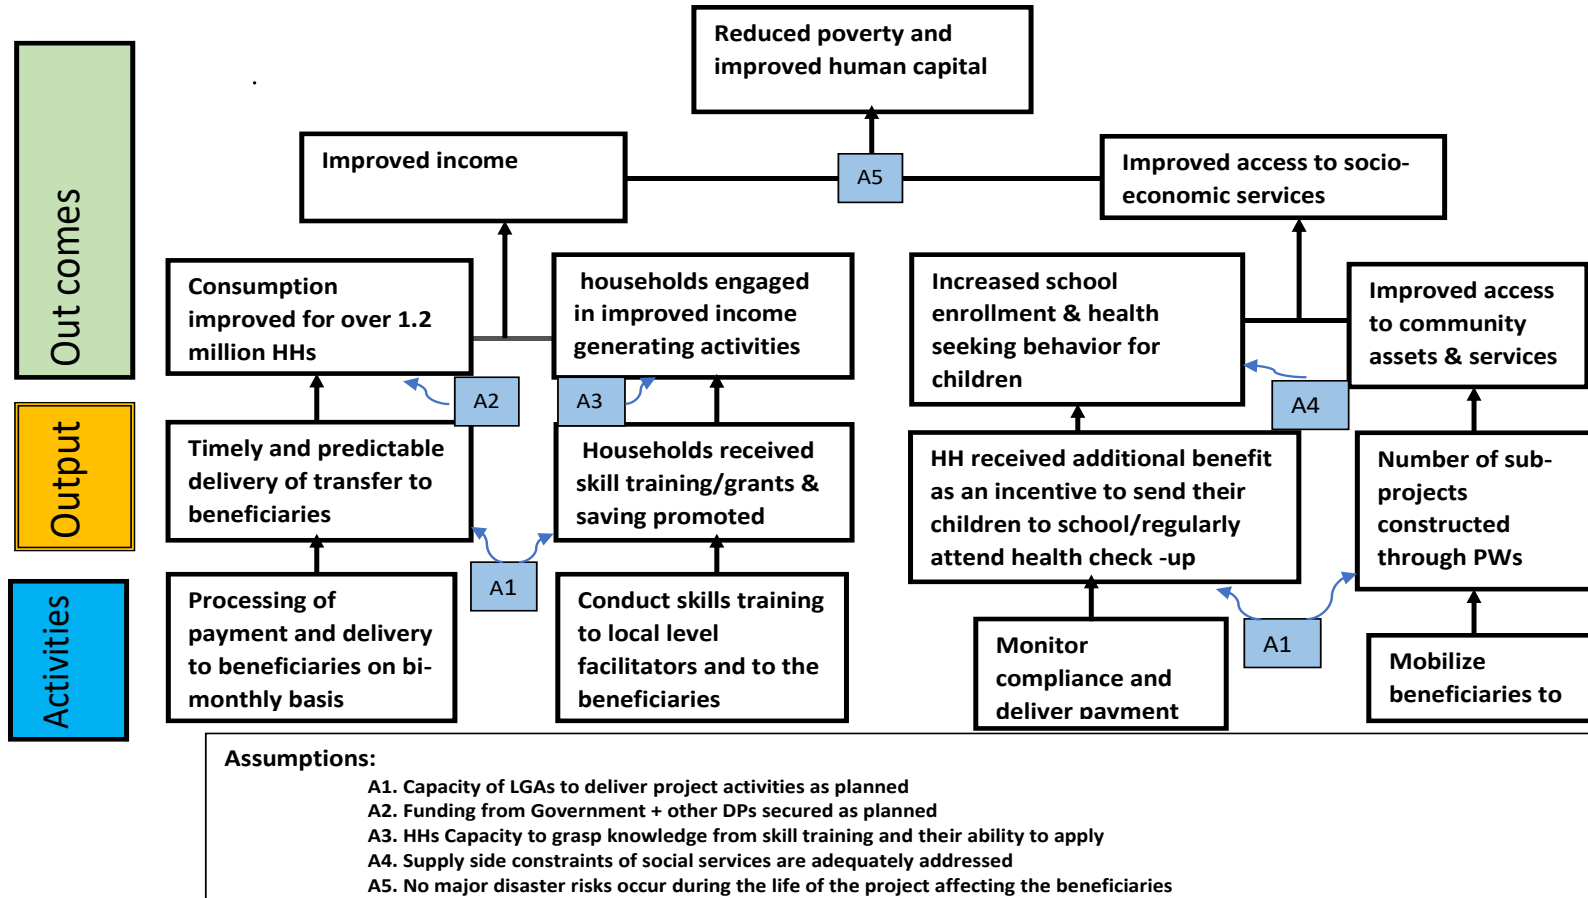 Reduced poverty and
improved human capital
Out comes
Improved income
A5
Improved access to socio-
economic services
Consumption
improved for over 1.2
million HHs
households engaged
in improved income
generating activities
Increased school
enrollment & health
seeking behavior for
children
Improved access
to community
assets & services
A2
A3
A4
Output
Timely and predictable
delivery of transfer to
beneficiaries
Households received
skill training/grants &
saving promoted
HH received additional benefit
as an incentive to send their
children to school/regularly
attend health check -up
Number of sub-
projects
constructed
through PWs
A1
A1
Activities
Processing of
payment and delivery
to beneficiaries on bi-
monthly basis
Conduct skills training
to local level
facilitators and to the
beneficiaries
Monitor
compliance and
deliver payment
Mobilize
beneficiaries to
Assumptions:
A1. Capacity of LGAs to deliver project activities as planned
A2. Funding from Government + other DPs secured as planned
A3. HHs Capacity to grasp knowledge from skill training and their ability to apply
A4. Supply side constraints of social services are adequately addressed
A5. No major disaster risks occur during the life of the project affecting the beneficiaries